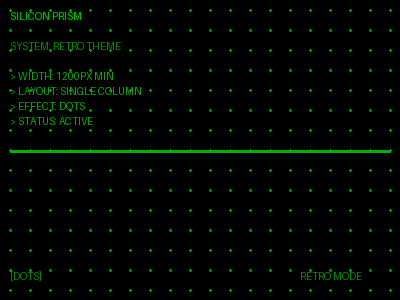 SILICON PRISM
SYSTEM: RETRO THEME
> WIDTH: 1200PX MIN
> LAYOUT: SINGLE COLUMN
> EFFECT: DOTS
> STATUS: ACTIVE
[DOTS]
RETRO MODE